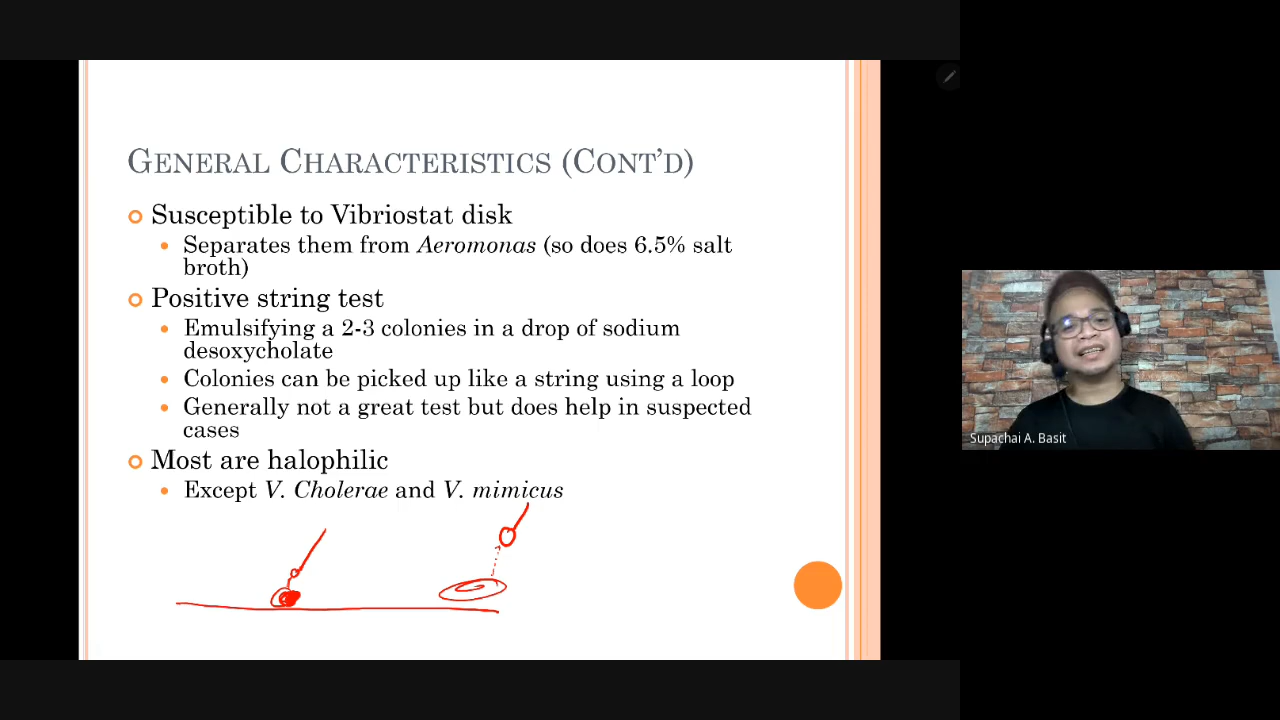 General Characteristics (Cont'd)
Susceptible to Vibriostat disk
Separates them from Aeromonas (so does 6.5% salt
broth)
Positive string test
Emulsifying a 2-3 colonies in a drop of sodium
desoxycholate
Colonies can be picked up like a string using a loop
Generally not a great test but does help in suspected
cases
Most are halophilic
Except V. Cholerae and V. mimicus
Supachai A. Basit